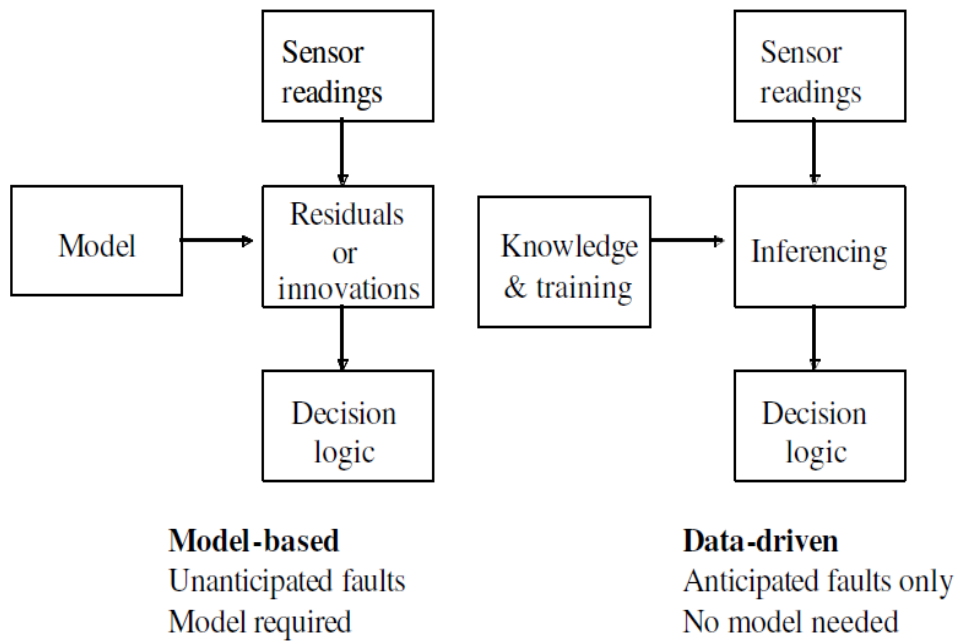 Sensor
readings
Model
Residuals
or
innovations
Decision
logic
Model-based
Unanticipated faults
Model required
Sensor
readings
Knowledge
& training
Inferencing
Decision
logic
Data-driven
Anticipated faults only
No model needed